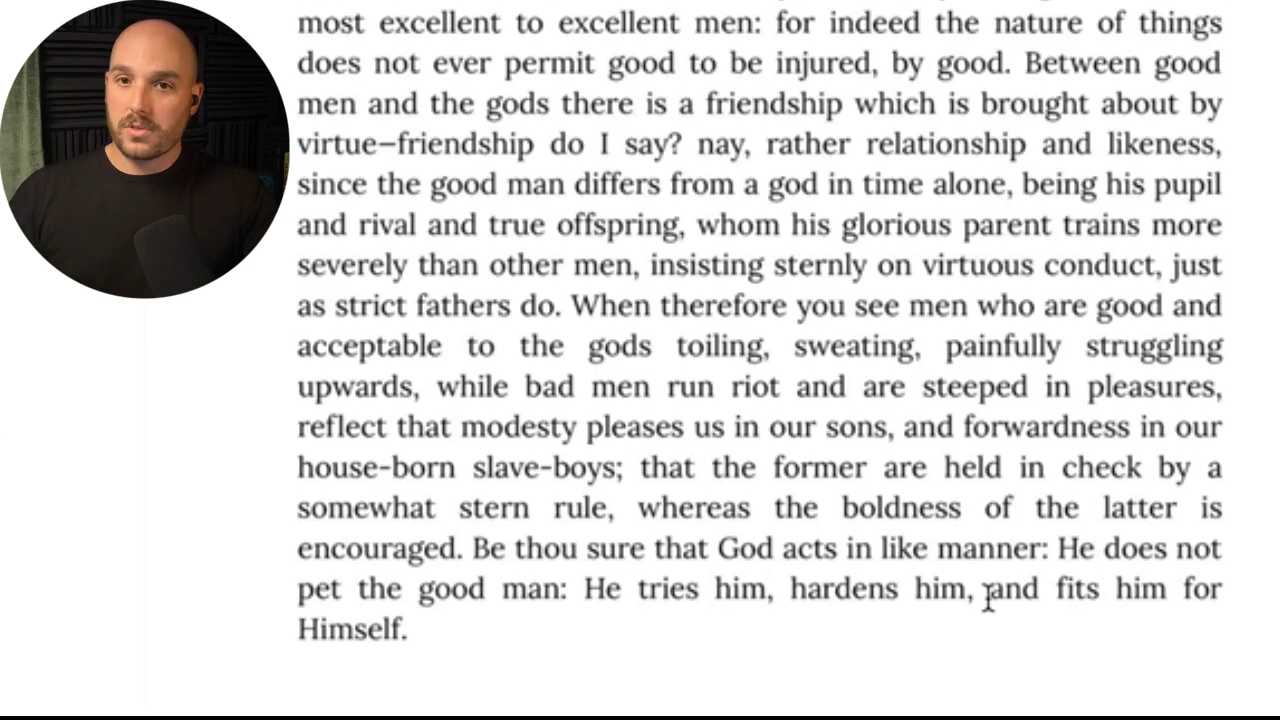 most excellent to excellent men: for indeed the nature of things
does not ever permit good to be injured, by good. Between good
men and the gods there is a friendship which is brought about by
virtue—friendship do I say? nay, rather relationship and likeness,
since the good man differs from a god in time alone, being his pupil
and rival and true offspring, whom his glorious parent trains more
severely than other men, insisting sternly on virtuous conduct, just
as strict fathers do. When therefore you see men who are good and
acceptable to the gods toiling, sweating, painfully struggling
upwards, while bad men run riot and are steeped in pleasures,
reflect that modesty pleases us in our sons, and forwardness in our
house-born slave-boys; that the former are held in check by a
somewhat stern rule, whereas the boldness of the latter is
encouraged. Be thou sure that God acts in like manner: He does not
pet the good man: He tries him, hardens him, and fits him for
Himself.